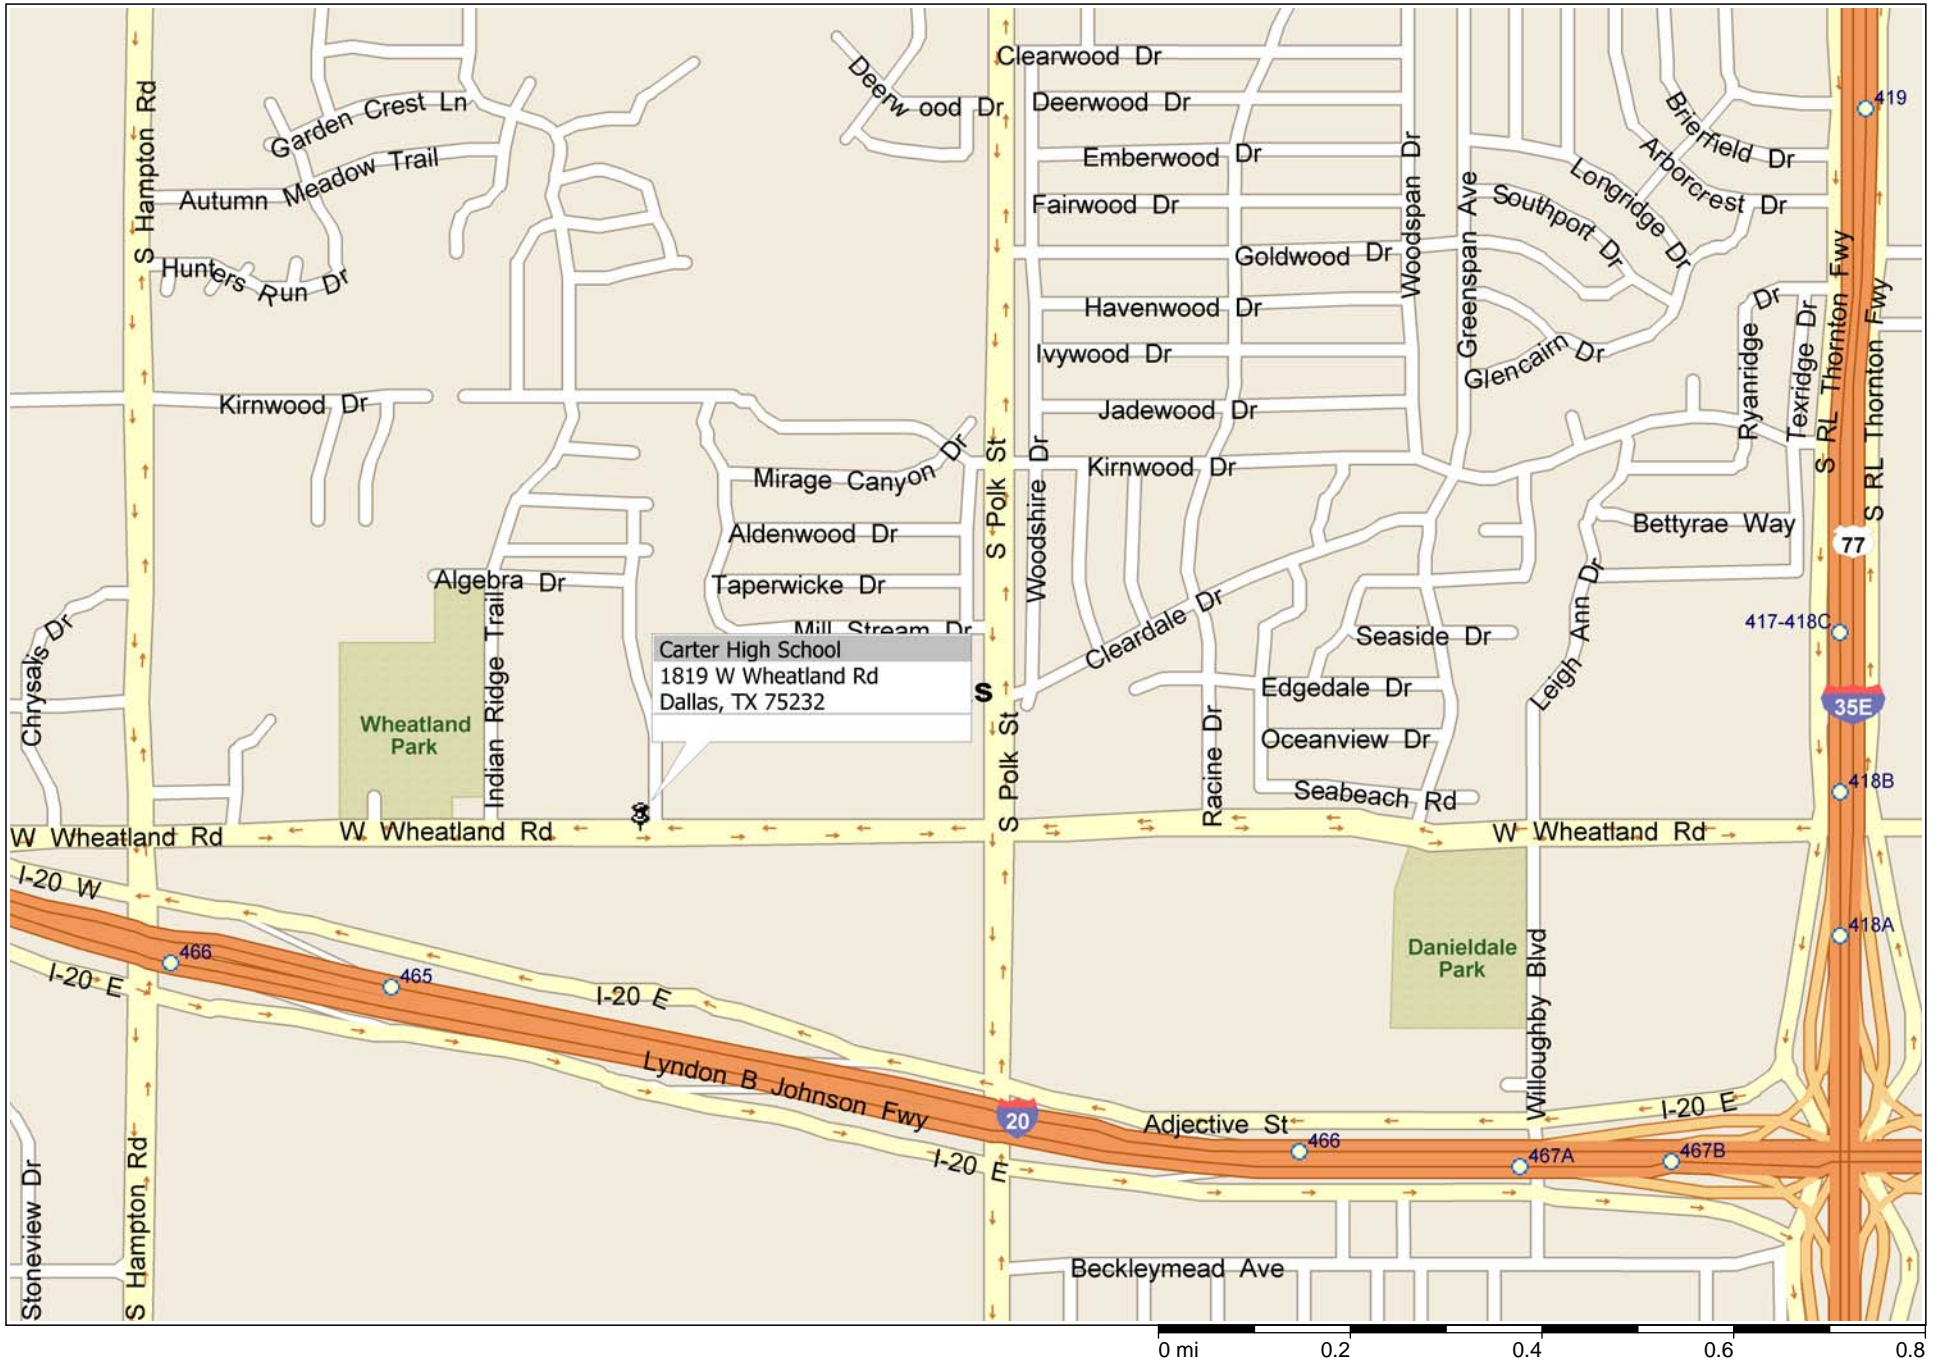 Clearwood Dr
Deerwood Dr
Deerwood Dr
419
Garden Crest Ln
Brierfield Dr
S Hampton Rd
Emberwood Dr
Woodspan Dr
Arborcrest Dr
Autumn Meadow Trail
Fairwood Dr
Greenspan Ave
Southport Dr
Longridge Dr
Hunters Run Dr
Goldwood Dr
S RL Thornton Fwy
S RL Thornton Fwy
Havenwood Dr
Ryanridge Dr
Texridge Dr
Ivywood Dr
Glencairn Dr
Kirnwood Dr
Jadewood Dr
Mirage Canyon Dr
S Polk St
Woodshire Dr
Kirnwood Dr
Aldenwood Dr
Bettyrae Way
77
Algebra Dr
Taperwicke Dr
Cleardale Dr
Leigh Ann Dr
Chrysalis Dr
Mill Stream Dr
Seaside Dr
417-418C
Carter High School
1819 W Wheatland Rd
Dallas, TX 75232
S
Indian Ridge Trail
Edgedale Dr
35E
Wheatland
Park
S Polk St
Racine Dr
Oceanview Dr
418B
Seabeach Rd
W Wheatland Rd
W Wheatland Rd
W Wheatland Rd
I-20 W
Danieldale
Park
418A
466
465
I-20 E
I-20 E
Willoughby Blvd
Lyndon B Johnson Fwy
20
Adjective St
I-20 E
466
467A
467B
I-20 E
Stoneview Dr
S Hampton Rd
Beckleymead Ave
0 mi
0.2
0.4
0.6
0.8